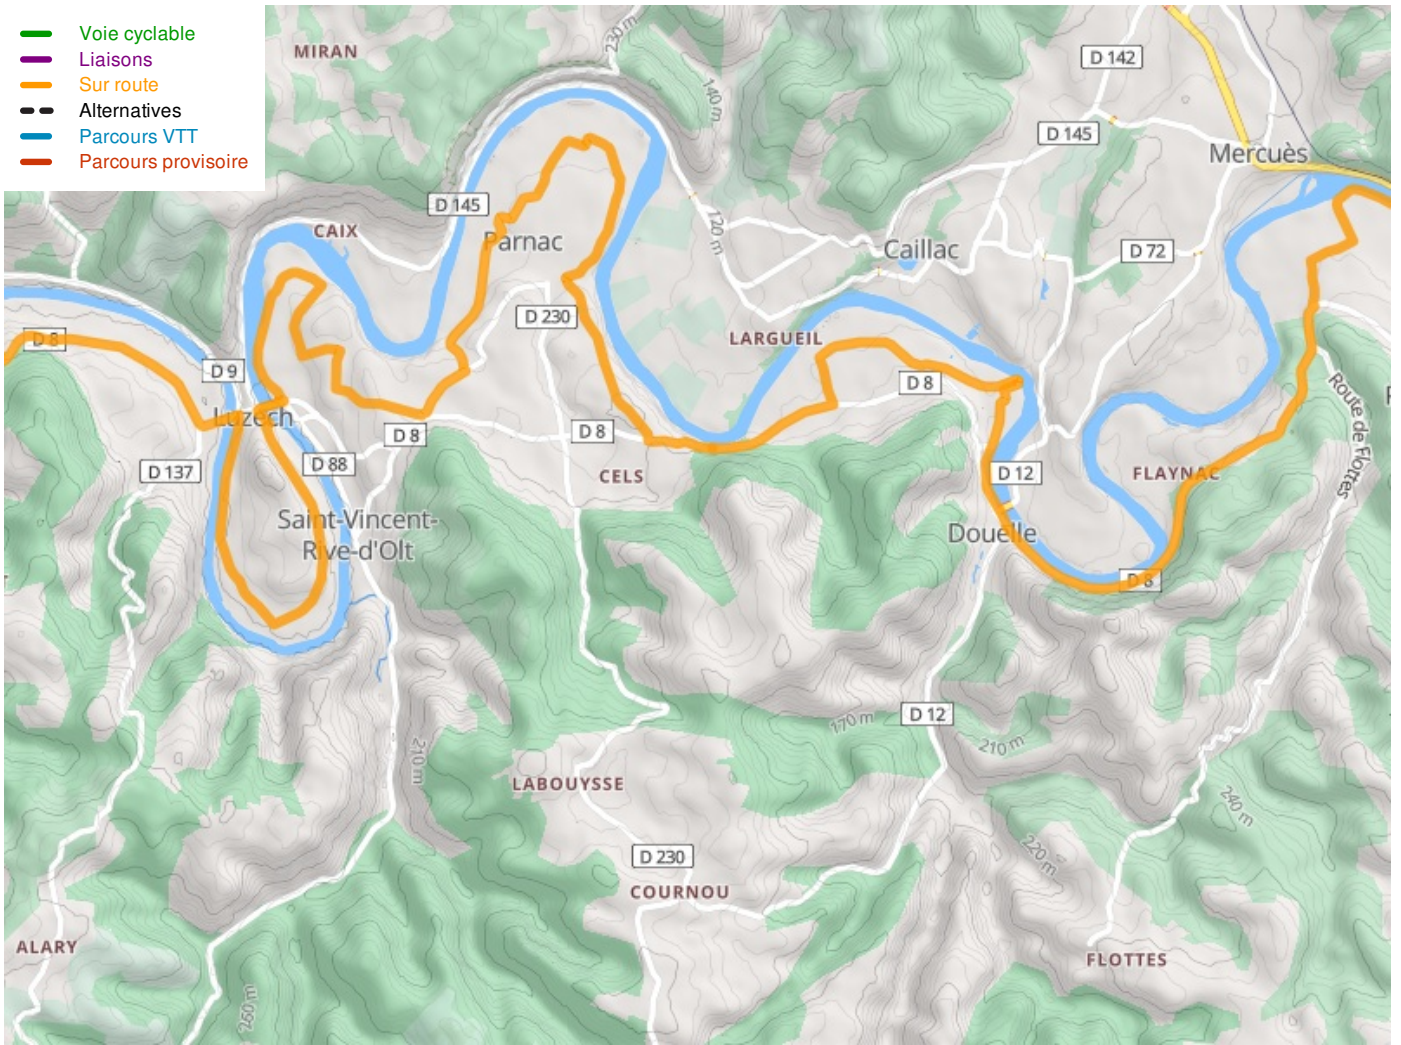 Voie cyclable
Liaisons
Sur route
Alternatives
Parcours VTT
Parcours provisoire
MIRAN
230 m
D 142
140 m
D 145
Mercuès
D 145
CAIX
Parnac
120 m
Caillac
D 72
D 230
LARGUEIL
D 8
D 9
D 8
Luzech
D 8
D 8
Route de Flottes
D 137
D 88
CELS
D 12
FLAYNAC
Saint-Vincent-
Rive-d'Olt
Douelle
D 8
D 12
170 m
210 m
210 m
LABOUYSSE
240 m
D 230
220 m
COURNOU
ALARY
FLOTTES
260 m